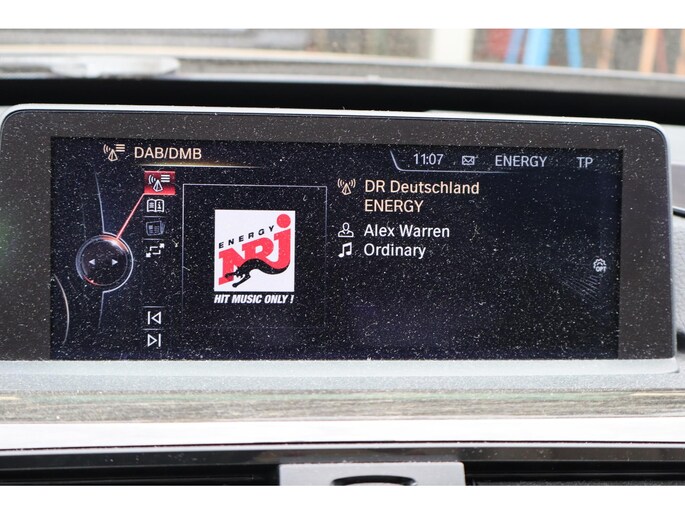 DAB/DMB
11:07 ENERGY TP
DR Deutschland
ENERGY
Alex Warren
Ordinary
ENERGY
NRJ
HIT MUSIC ONLY !
OFF